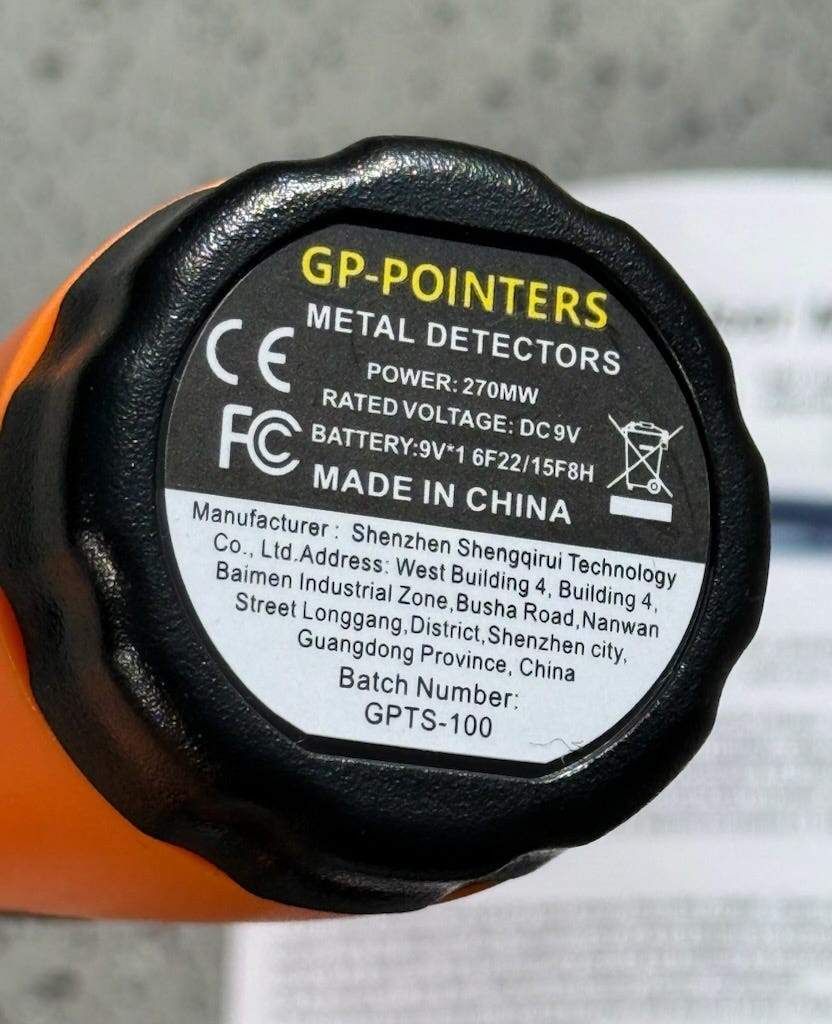 GP-POINTERS
METAL DETECTORS
CE
POWER: 270MW
RATED VOLTAGE: DC 9V
FC
BATTERY:9V*1 6F22/15F8H
MADE IN CHINA
Manufacturer : Shenzhen Shengqirui Technology
Co., Ltd.Address: West Building 4, Building 4,
Baimen Industrial Zone,Busha Road,Nanwan
Street Longgang,District,Shenzhen city,
Guangdong Province, China
Batch Number:
GPTS-100